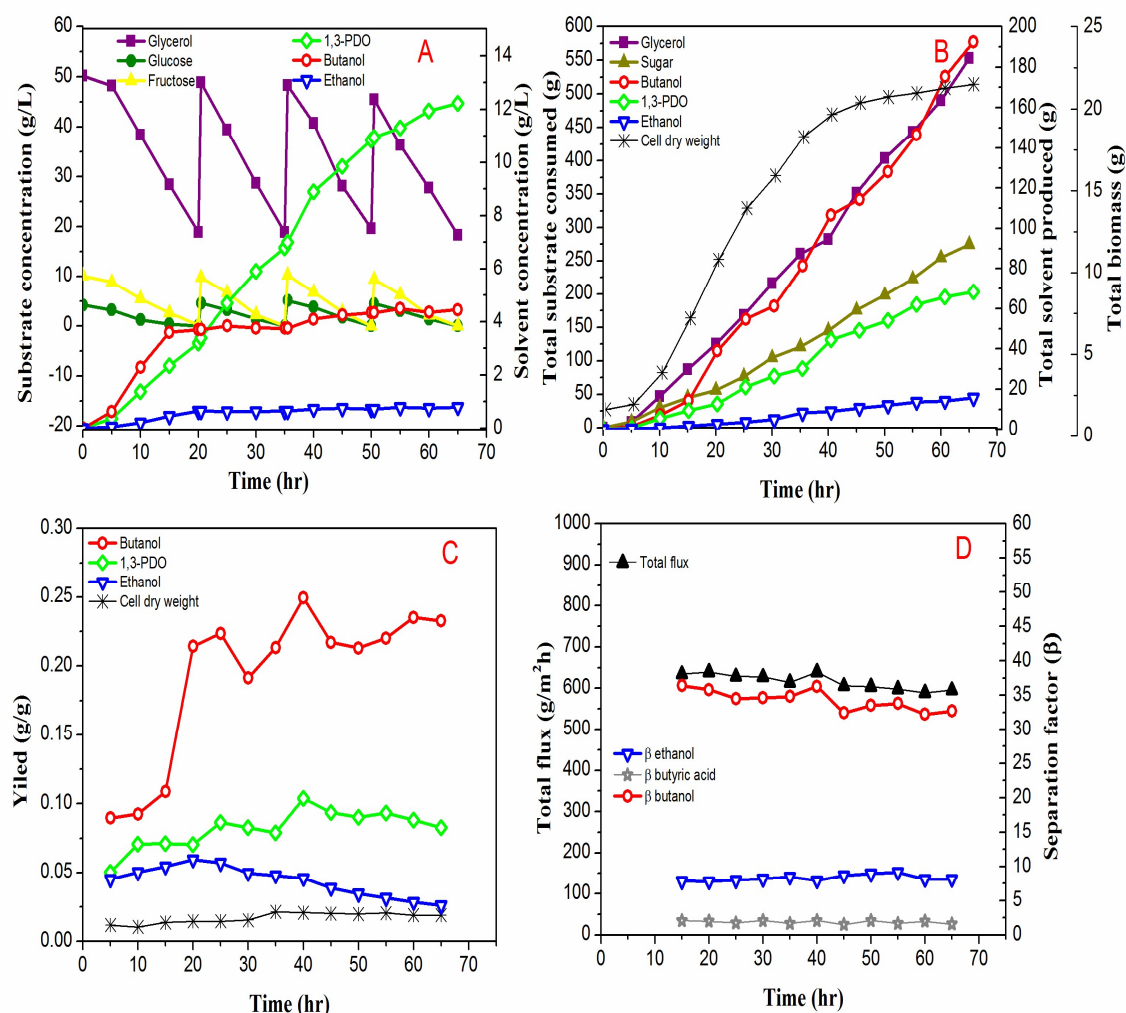 A
Glycerol
Glucose
Fructose
1,3-PDO
Butanol
Ethanol
Substrate concentration (g/L)
60
50
40
30
20
10
0
-10
-20
Solvent concentration (g/L)
14
12
10
8
6
4
2
0
0 10 20 30 40 50 60 70
Time (hr)
B
Glycerol
Sugar
Butanol
1,3-PDO
Ethanol
Cell dry weight
Total substrate consumed (g)
600
550
500
450
400
350
300
250
200
150
100
50
0
Total solvent produced (g)
200
180
160
140
120
100
80
60
40
20
0
Total biomass (g)
25
20
15
10
5
0
0 10 20 30 40 50 60 70
Time (hr)
C
Butanol
1,3-PDO
Ethanol
Cell dry weight
Yiled (g/g)
0.30
0.25
0.20
0.15
0.10
0.05
0.00
0 10 20 30 40 50 60 70
Time (hr)
D
Total flux
β ethanol
β butyric acid
β butanol
Total flux (g/m²h)
1000
900
800
700
600
500
400
300
200
100
0
Separation factor (β)
60
55
50
45
40
35
30
25
20
15
10
5
0
0 10 20 30 40 50 60 70
Time (hr)